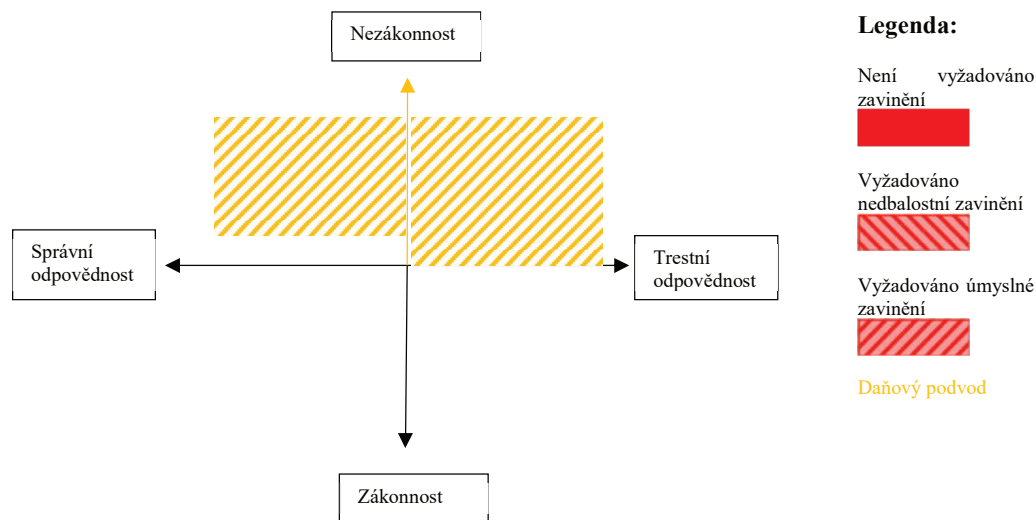 Nezákonnost
Legenda:
Není vyžadováno
zavinění
Vyžadováno
nedbalostní zavinění
Správní
odpovědnost
Trestní
odpovědnost
Vyžadováno úmyslné
zavinění
Daňový podvod
Zákonnost